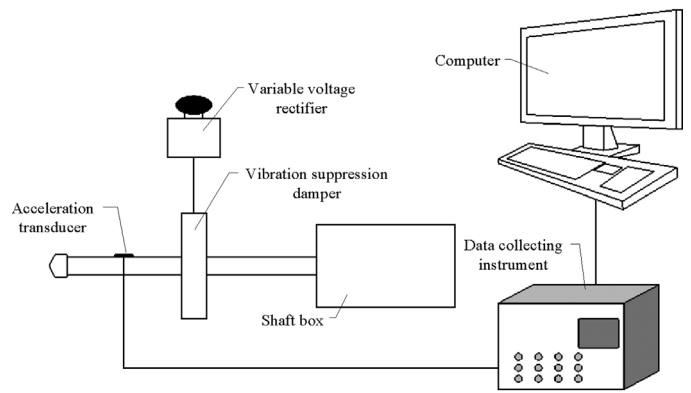 Computer
Variable voltage
rectifier
Vibration suppression
damper
Acceleration
transducer
Data collecting
instrument
Shaft box